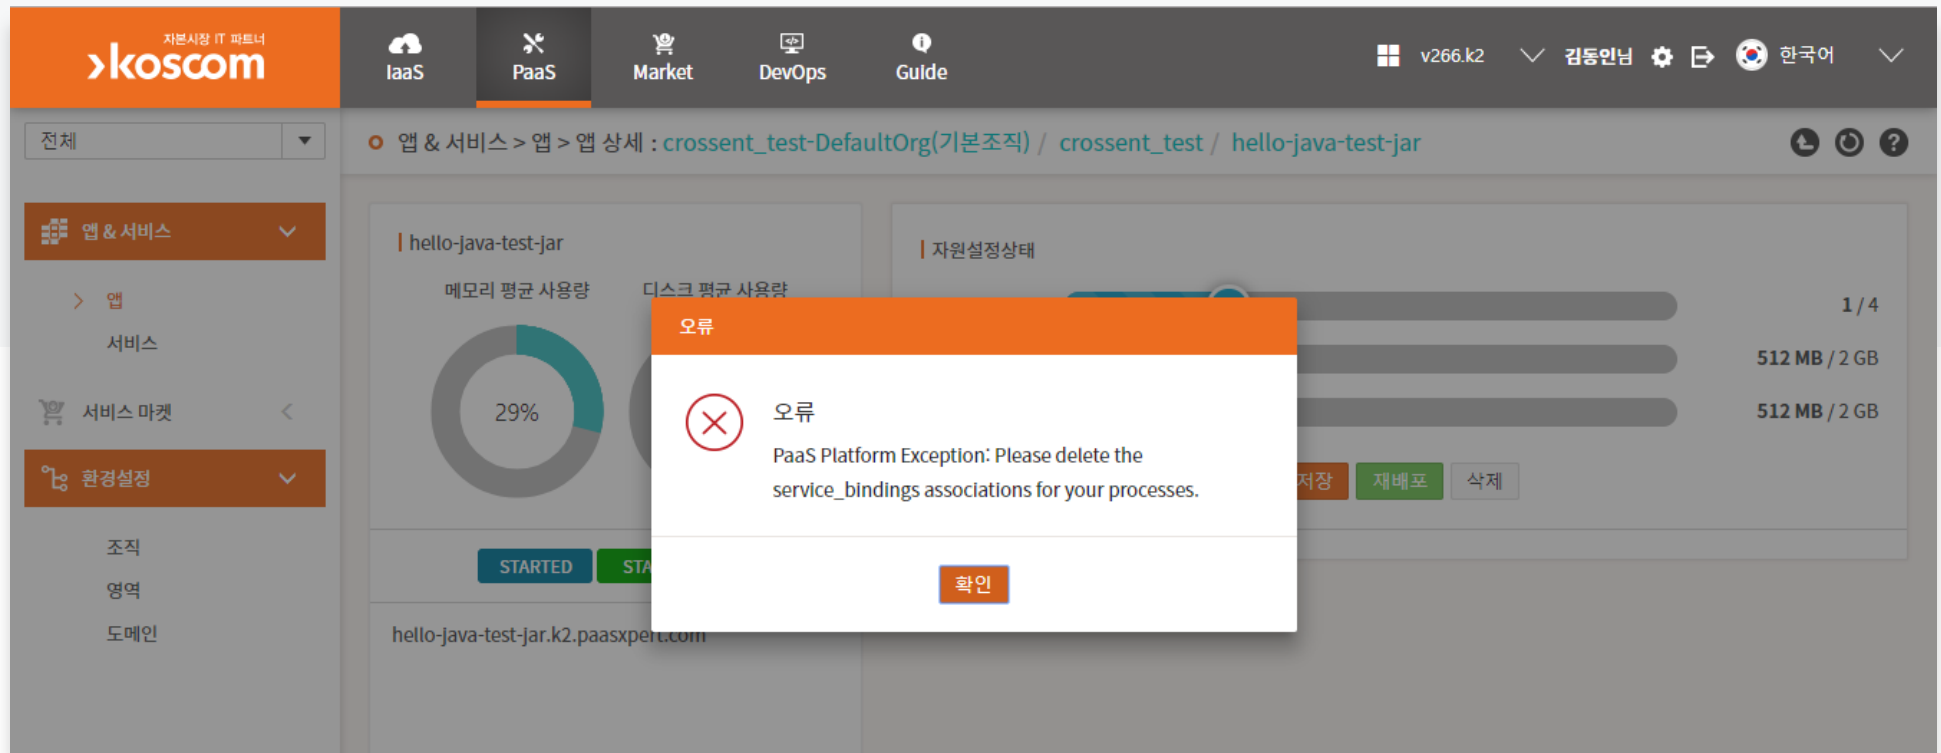 자본시장 IT 파트너
koscom
IaaS
PaaS
Market
DevOps
Guide
v266.k2
김동인님
한국어
전체
앱 & 서비스 > 앱 > 앱 상세 : crossent_test-DefaultOrg(기본조직) / crossent_test / hello-java-test-jar
앱 & 서비스
앱
서비스
서비스 마켓
환경설정
조직
영역
도메인
hello-java-test-jar
메모리 평균 사용량
디스크 평균 사용량
29%
STARTED
STA
hello-java-test-jar.k2.paasxpert.com
자원설정상태
1 / 4
512 MB / 2 GB
512 MB / 2 GB
저장
재배포
삭제
오류
오류
PaaS Platform Exception: Please delete the
service_bindings associations for your processes.
확인